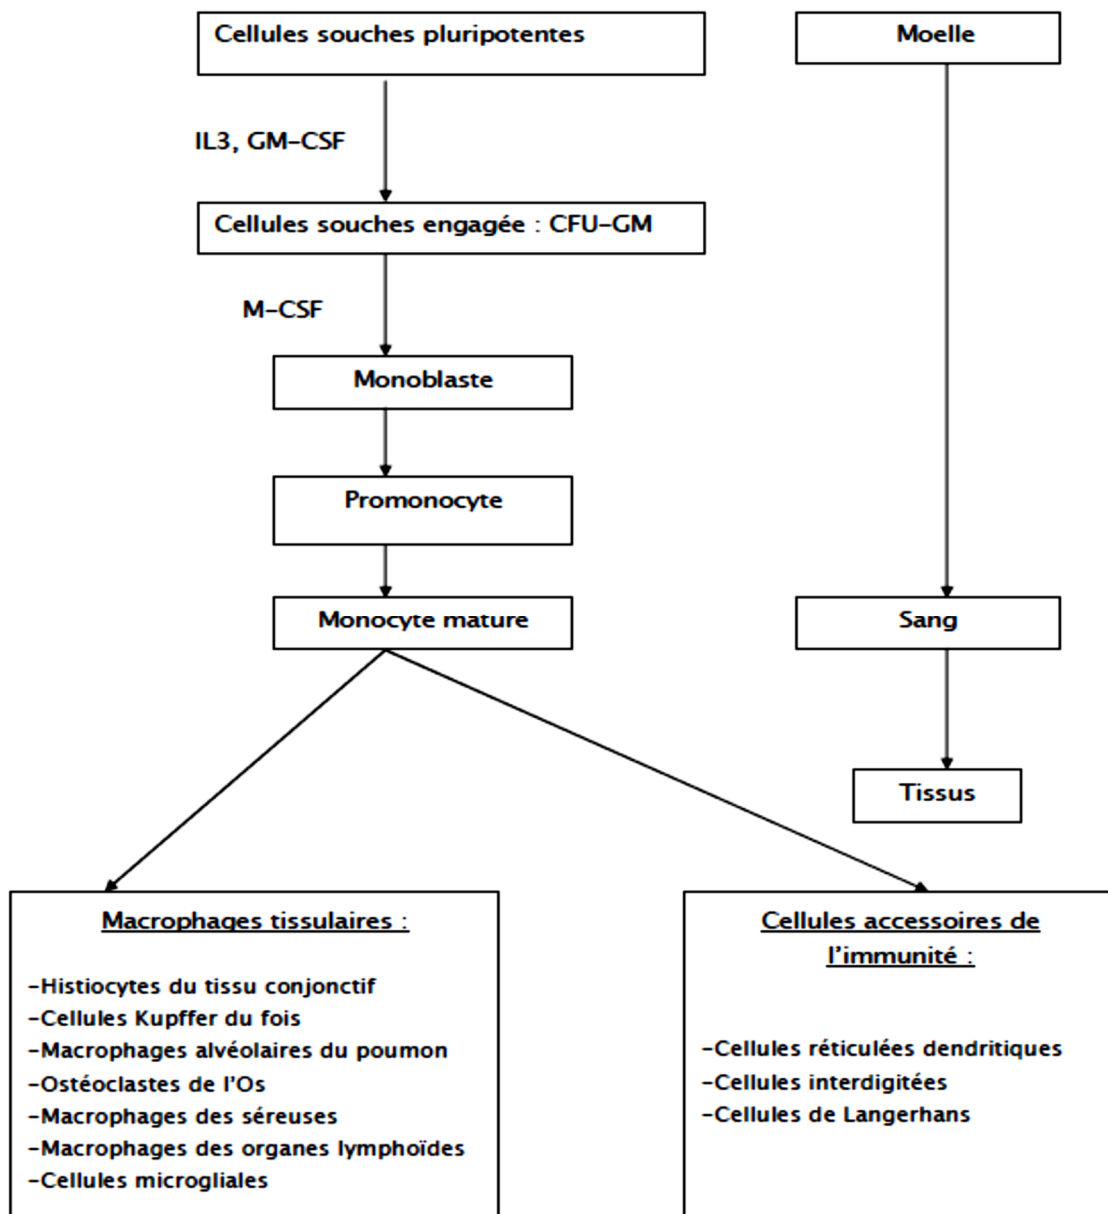 Cellules souches pluripotentes
Moelle
IL3, GM-CSF
Cellules souches engagée : CFU-GM
M-CSF
Monoblaste
Promonocyte
Monocyte mature
Sang
Tissus
Macrophages tissulaires :
-Histiocytes du tissu conjonctif
-Cellules Kupffer du fois
-Macrophages alvéolaires du poumon
-Ostéoclastes de l'Os
-Macrophages des séreuses
-Macrophages des organes lymphoïdes
-Cellules microgliales
Cellules accessoires de
l'immunité :
-Cellules réticulées dendritiques
-Cellules interdigitées
-Cellules de Langerhans